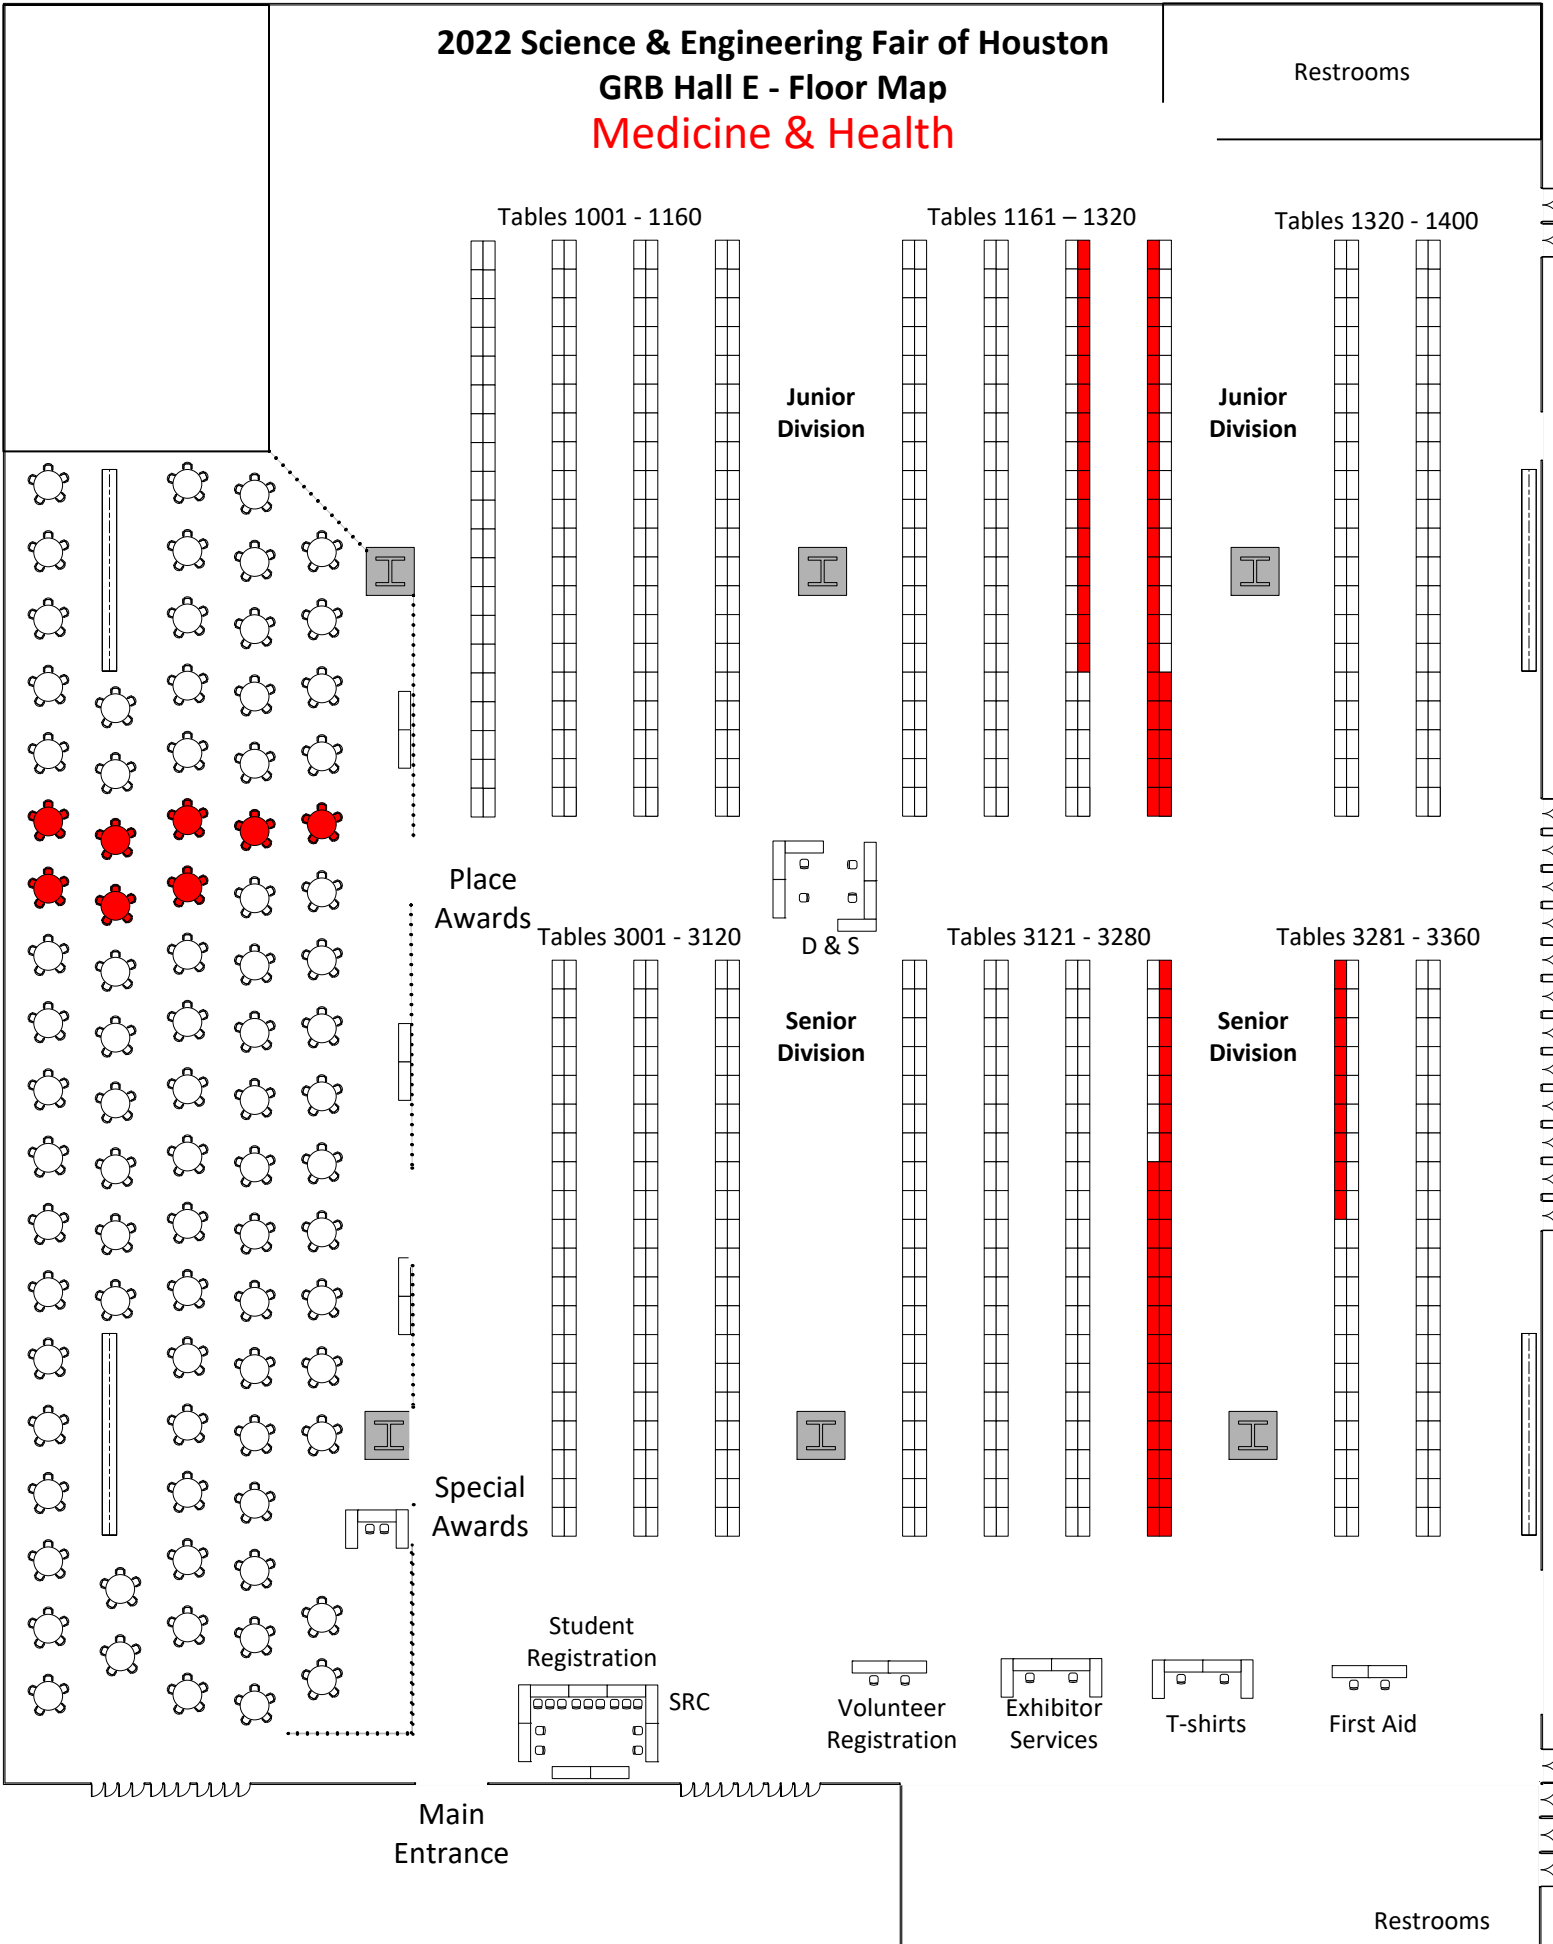 2022 Science & Engineering Fair of Houston
GRB Hall E - Floor Map
Medicine & Health
Restrooms
Tables 1001 - 1160
Tables 1161 – 1320
Tables 1320 - 1400
Junior
Division
Junior
Division
Place
Awards
D & S
Tables 3001 - 3120
Tables 3121 - 3280
Tables 3281 - 3360
Senior
Division
Senior
Division
Special
Awards
Student
Registration
SRC
Volunteer
Registration
Exhibitor
Services
T-shirts
First Aid
Main
Entrance
Restrooms